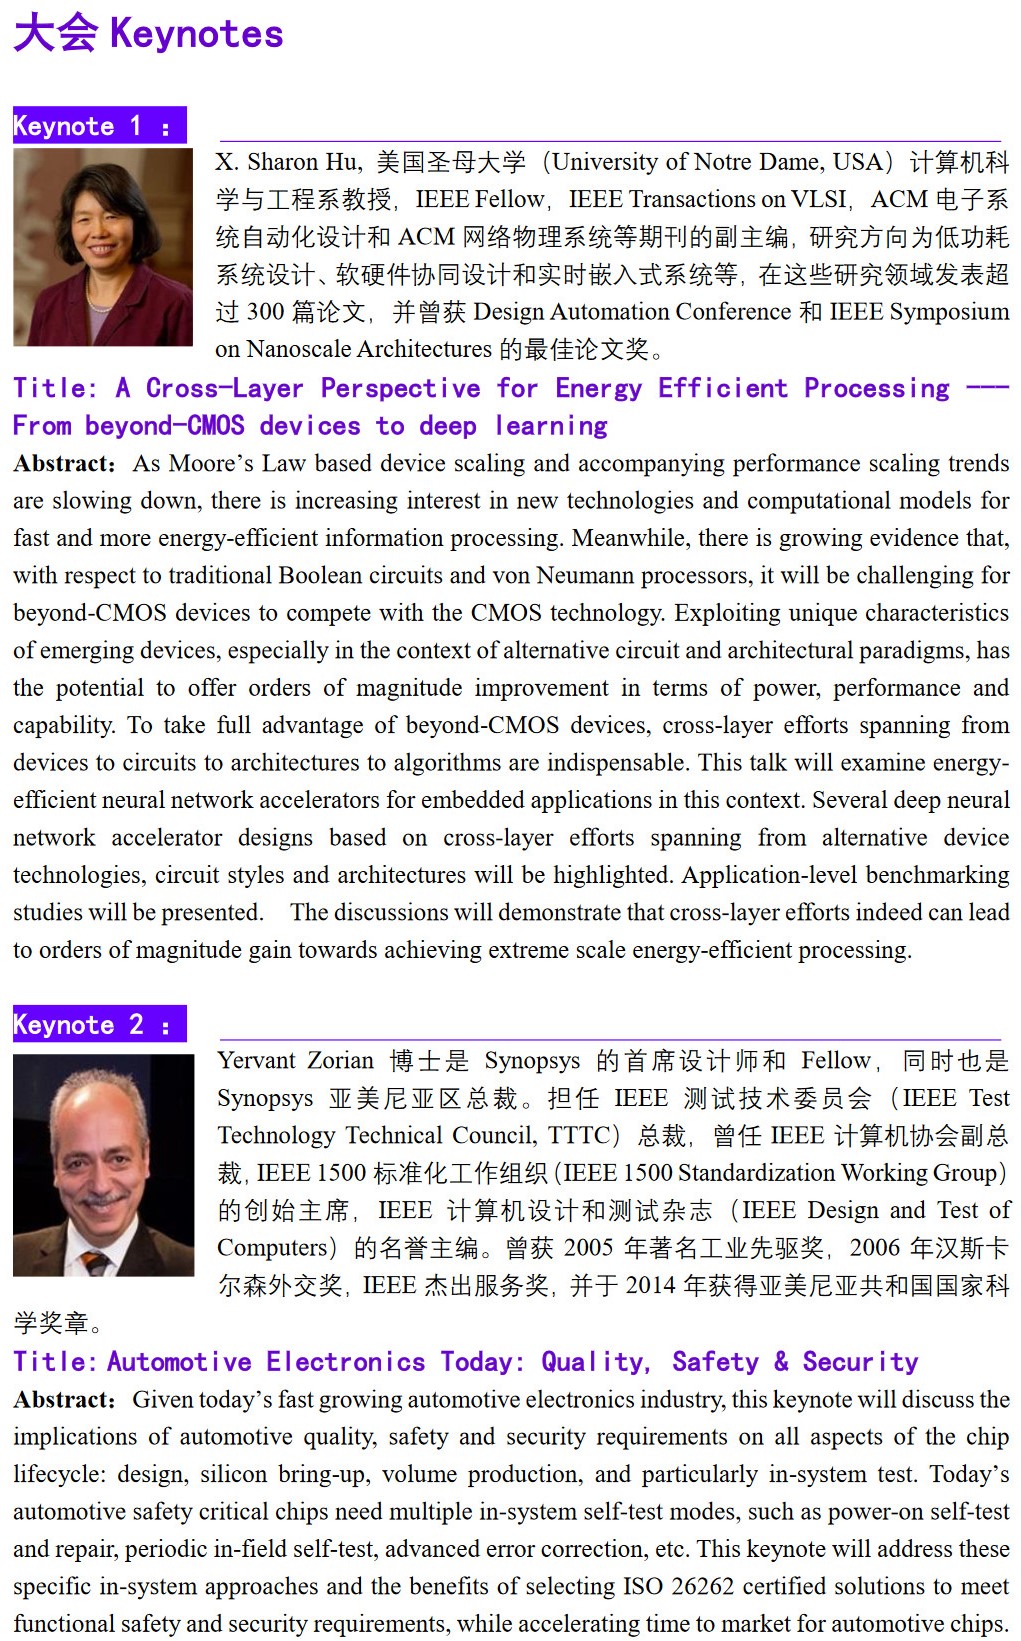 大会 Keynotes
Keynote 1 ：
X. Sharon Hu, 美国圣母大学（University of Notre Dame, USA）计算机科
学与工程系教授，IEEE Fellow，IEEE Transactions on VLSI，ACM 电子系
统自动化设计和 ACM 网络物理系统等期刊的副主编，研究方向为低功耗
系统设计、软硬件协同设计和实时嵌入式系统等，在这些研究领域发表超
过 300 篇论文，并曾获 Design Automation Conference 和 IEEE Symposium
on Nanoscale Architectures 的最佳论文奖。
Title: A Cross-Layer Perspective for Energy Efficient Processing ---
From beyond-CMOS devices to deep learning
Abstract：As Moore’s Law based device scaling and accompanying performance scaling trends
are slowing down, there is increasing interest in new technologies and computational models for
fast and more energy-efficient information processing. Meanwhile, there is growing evidence that,
with respect to traditional Boolean circuits and von Neumann processors, it will be challenging for
beyond-CMOS devices to compete with the CMOS technology. Exploiting unique characteristics
of emerging devices, especially in the context of alternative circuit and architectural paradigms, has
the potential to offer orders of magnitude improvement in terms of power, performance and
capability. To take full advantage of beyond-CMOS devices, cross-layer efforts spanning from
devices to circuits to architectures to algorithms are indispensable. This talk will examine energy-
efficient neural network accelerators for embedded applications in this context. Several deep neural
network accelerator designs based on cross-layer efforts spanning from alternative device
technologies, circuit styles and architectures will be highlighted. Application-level benchmarking
studies will be presented. The discussions will demonstrate that cross-layer efforts indeed can lead
to orders of magnitude gain towards achieving extreme scale energy-efficient processing.
Keynote 2 ：
Yervant Zorian 博士是 Synopsys 的首席设计师和 Fellow，同时也是
Synopsys 亚美尼亚区总裁。担任 IEEE 测试技术委员会（IEEE Test
Technology Technical Council, TTTC）总裁，曾任 IEEE 计算机协会副总
裁，IEEE 1500 标准化工作组织（IEEE 1500 Standardization Working Group）
的创始主席，IEEE 计算机设计和测试杂志（IEEE Design and Test of
Computers）的名誉主编。曾获 2005 年著名工业先驱奖，2006 年汉斯卡
尔森外交奖，IEEE 杰出服务奖，并于 2014 年获得亚美尼亚共和国国家科
学奖章。
Title: Automotive Electronics Today: Quality, Safety & Security
Abstract：Given today’s fast growing automotive electronics industry, this keynote will discuss the
implications of automotive quality, safety and security requirements on all aspects of the chip
lifecycle: design, silicon bring-up, volume production, and particularly in-system test. Today’s
automotive safety critical chips need multiple in-system self-test modes, such as power-on self-test
and repair, periodic in-field self-test, advanced error correction, etc. This keynote will address these
specific in-system approaches and the benefits of selecting ISO 26262 certified solutions to meet
functional safety and security requirements, while accelerating time to market for automotive chips.